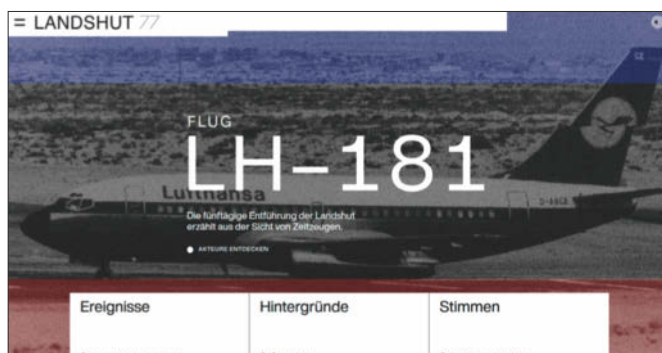 = LANDSHUT 77
FLUG
LH-181
Lufthansa
Die fünftägige Entführung der Landshut
erzählt aus der Sicht von Zeitzeugen.
AKTEURE ENTDECKEN
Ereignisse
Hintergründe
Stimmen